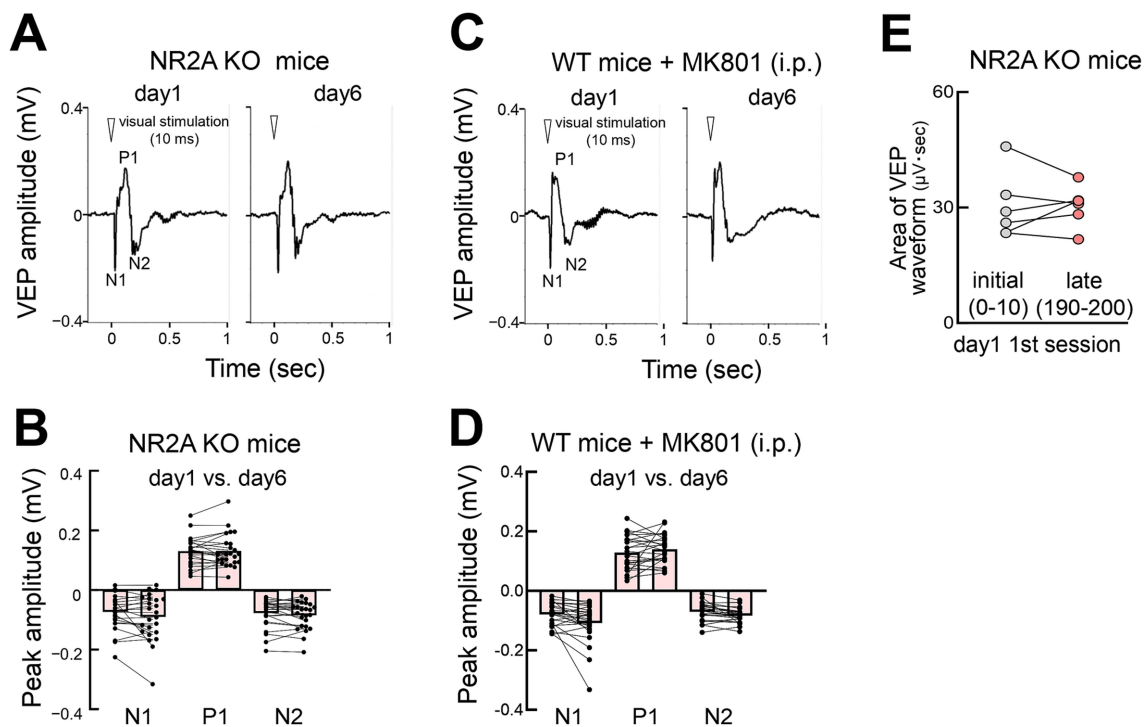 A
NR2A KO mice
day1
day6
VEP amplitude (mV)
0.4
0
−0.4
visual stimulation
(10 ms)
P1
N1
N2
0
0.5
1
0
0.5
1
Time (sec)
C
WT mice + MK801 (i.p.)
day1
day6
VEP amplitude (mV)
0.4
0
−0.4
visual stimulation
(10 ms)
P1
N1
N2
0
0.5
1
0
0.5
1
Time (sec)
E
NR2A KO mice
Area of VEP
waveform (μV·sec)
60
30
0
initial
(0-10)
late
(190-200)
day1 1st session
B
NR2A KO mice
day1 vs. day6
Peak amplitude (mV)
0.4
0.2
0
−0.2
−0.4
N1
P1
N2
D
WT mice + MK801 (i.p.)
day1 vs. day6
Peak amplitude (mV)
0.4
0.2
0.0
-0.2
-0.4
N1
P1
N2